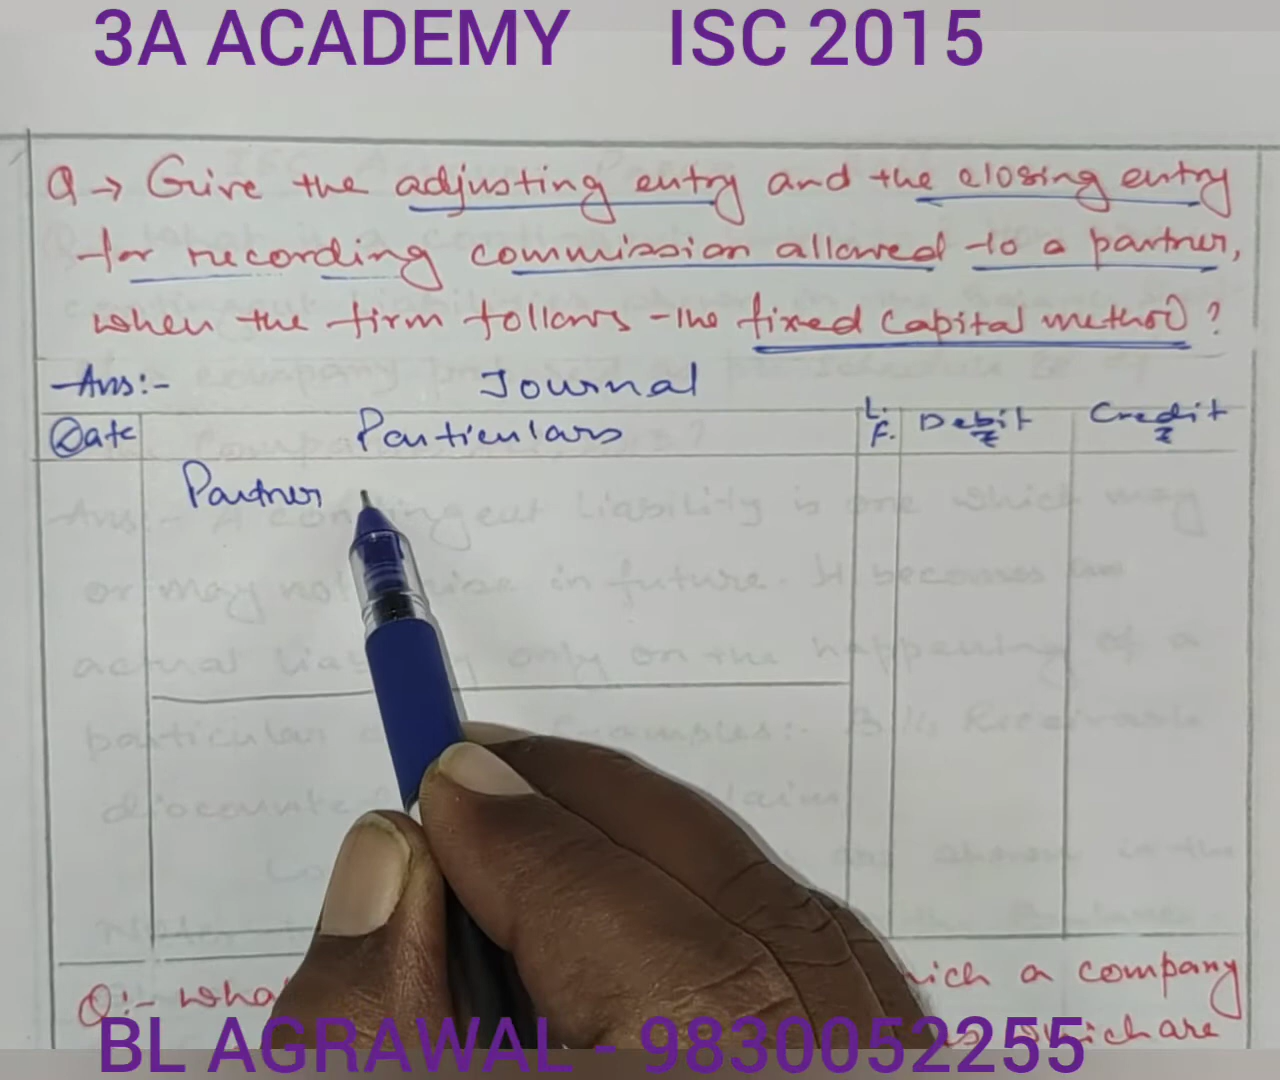 3A ACADEMY ISC 2015
Q → Give the adjusting entry and the closing entry
for recording commission allowed to a partner,
when the firm follows the fixed capital method?
Ans:- Journal
Date Particulars L.F. Debit ₹ Credit ₹
Partner
Q:- wha ich a company
which are
BL AGRAWAL - 9830052255